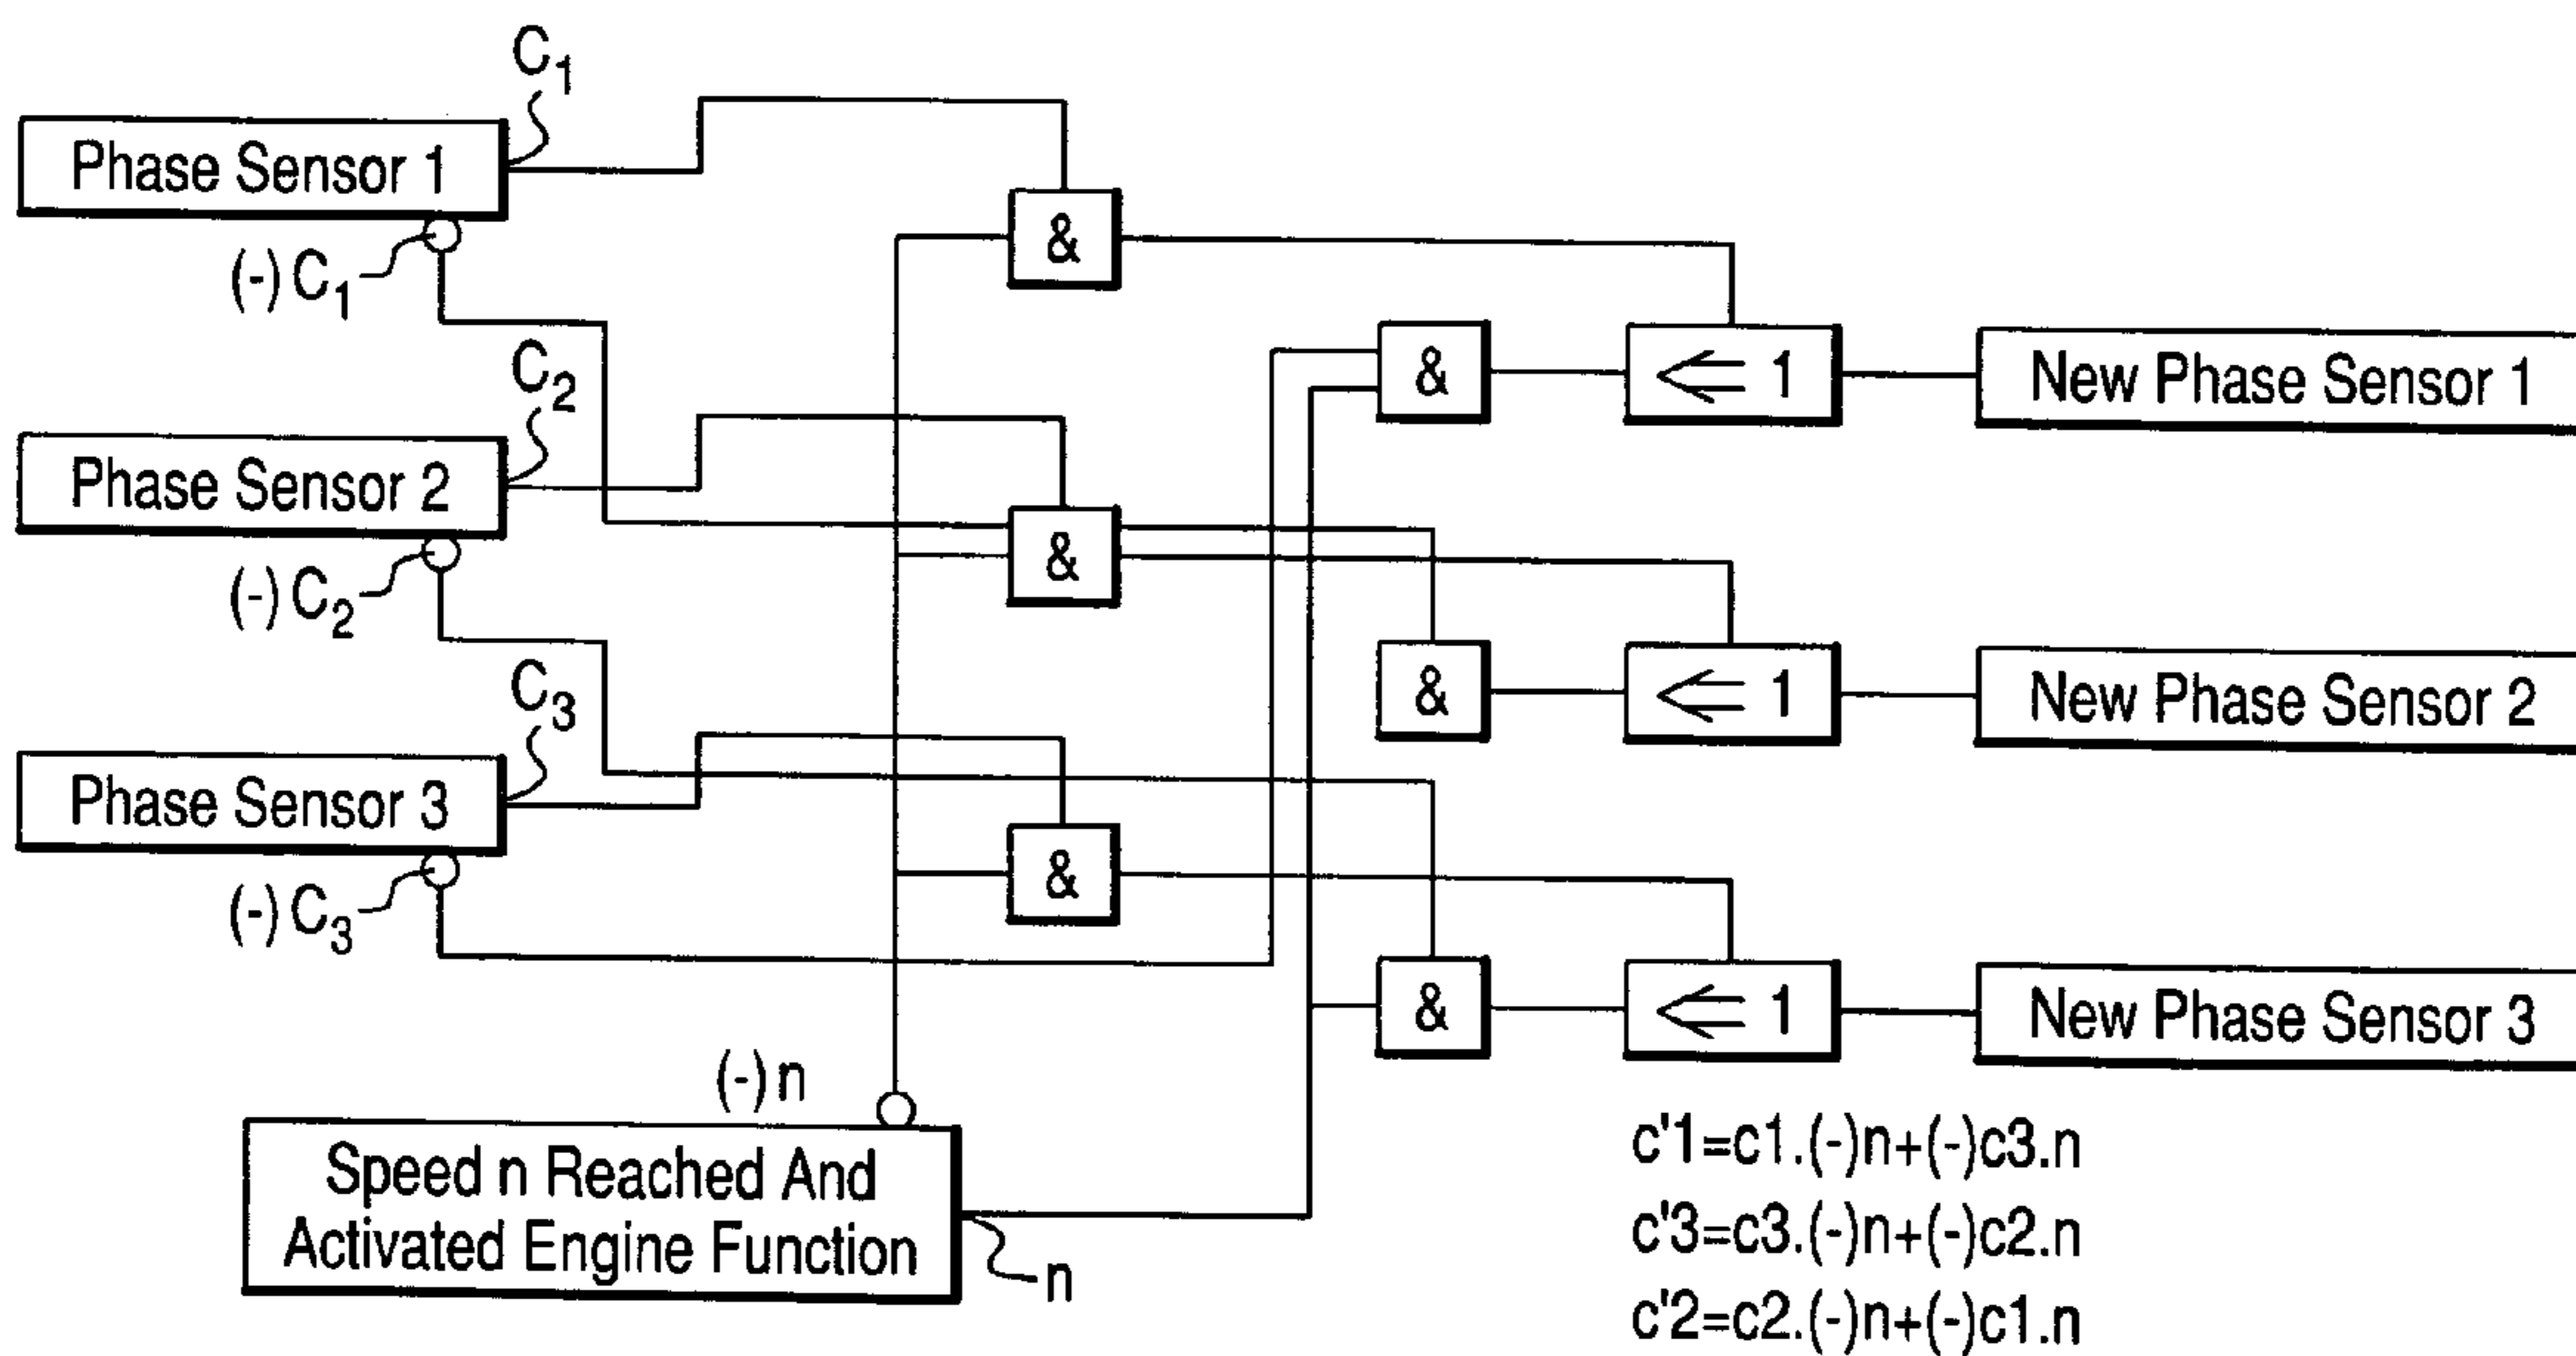 C1
Phase Sensor 1
(-) C1
&
&
⇐ 1
New Phase Sensor 1
C2
Phase Sensor 2
(-) C2
&
&
⇐ 1
New Phase Sensor 2
C3
Phase Sensor 3
(-) C3
&
&
⇐ 1
New Phase Sensor 3
(-) n
Speed n Reached And
Activated Engine Function
n
c'1=c1.(-)n+(-)c3.n
c'3=c3.(-)n+(-)c2.n
c'2=c2.(-)n+(-)c1.n